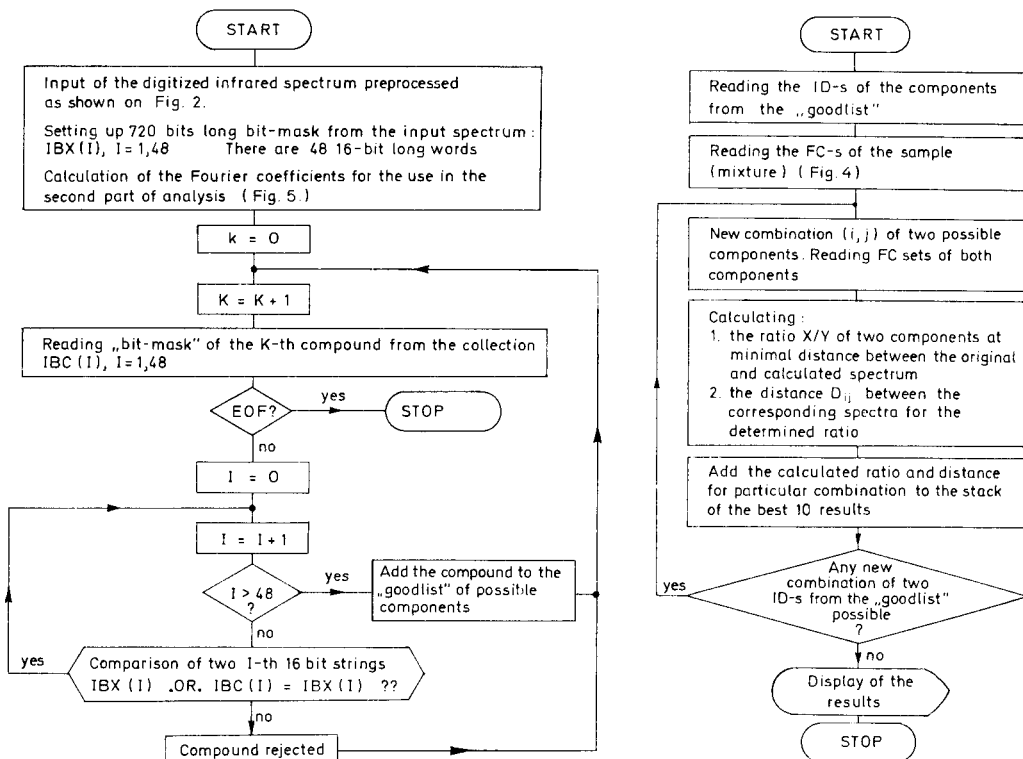 START
Input of the digitized infrared spectrum preprocessed
as shown on Fig. 2.
Setting up 720 bits long bit-mask from the input spectrum :
IBX(I), I=1,48 There are 48 16-bit long words
Calculation of the Fourier coefficients for the use in the
second part of analysis (Fig. 5.)
k = 0
K = K + 1
Reading „bit-mask" of the K-th compound from the collection
IBC(I), I=1,48
EOF?
yes
STOP
no
I = 0
I = I+1
I > 48
?
yes
Add the compound to the
„goodlist" of possible
components
no
yes
Comparison of two I-th 16 bit strings
IBX(I) .OR. IBC(I) = IBX(I) ??
no
Compound rejected
START
Reading the ID-s of the components
from the „goodlist"
Reading the FC-s of the sample
(mixture) (Fig. 4)
New combination (i,j) of two possible
components. Reading FC sets of both
components
Calculating :
1. the ratio X/Y of two components at
minimal distance between the original
and calculated spectrum
2. the distance Dij between the
corresponding spectra for the
determined ratio
Add the calculated ratio and distance
for particular combination to the stack
of the best 10 results
yes
Any new
combination of two
ID-s from the „goodlist"
possible
?
no
Display of the
results
STOP